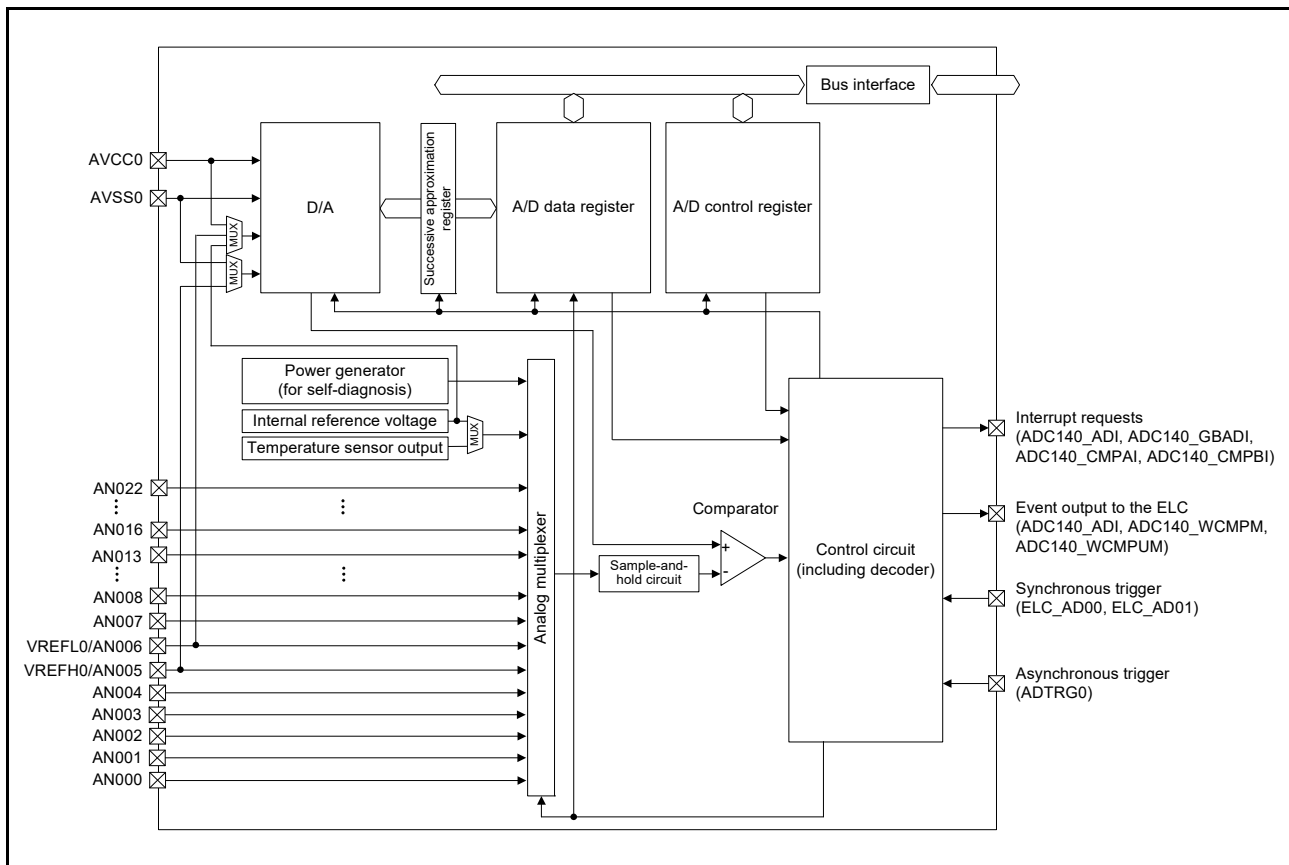 Bus interface
AVCC0
AVSS0
MUX
MUX
D/A
Successive approximation
register
A/D data register
A/D control register
Power generator
(for self-diagnosis)
Internal reference voltage
Temperature sensor output
MUX
AN022
AN016
AN013
AN008
AN007
VREFL0/AN006
VREFH0/AN005
AN004
AN003
AN002
AN001
AN000
Analog multiplexer
Sample-and-
hold circuit
Comparator
+
-
Control circuit
(including decoder)
Interrupt requests
(ADC140_ADI, ADC140_GBADI,
ADC140_CMPAI, ADC140_CMPBI)
Event output to the ELC
(ADC140_ADI, ADC140_WCMPM,
ADC140_WCMPUM)
Synchronous trigger
(ELC_AD00, ELC_AD01)
Asynchronous trigger
(ADTRG0)